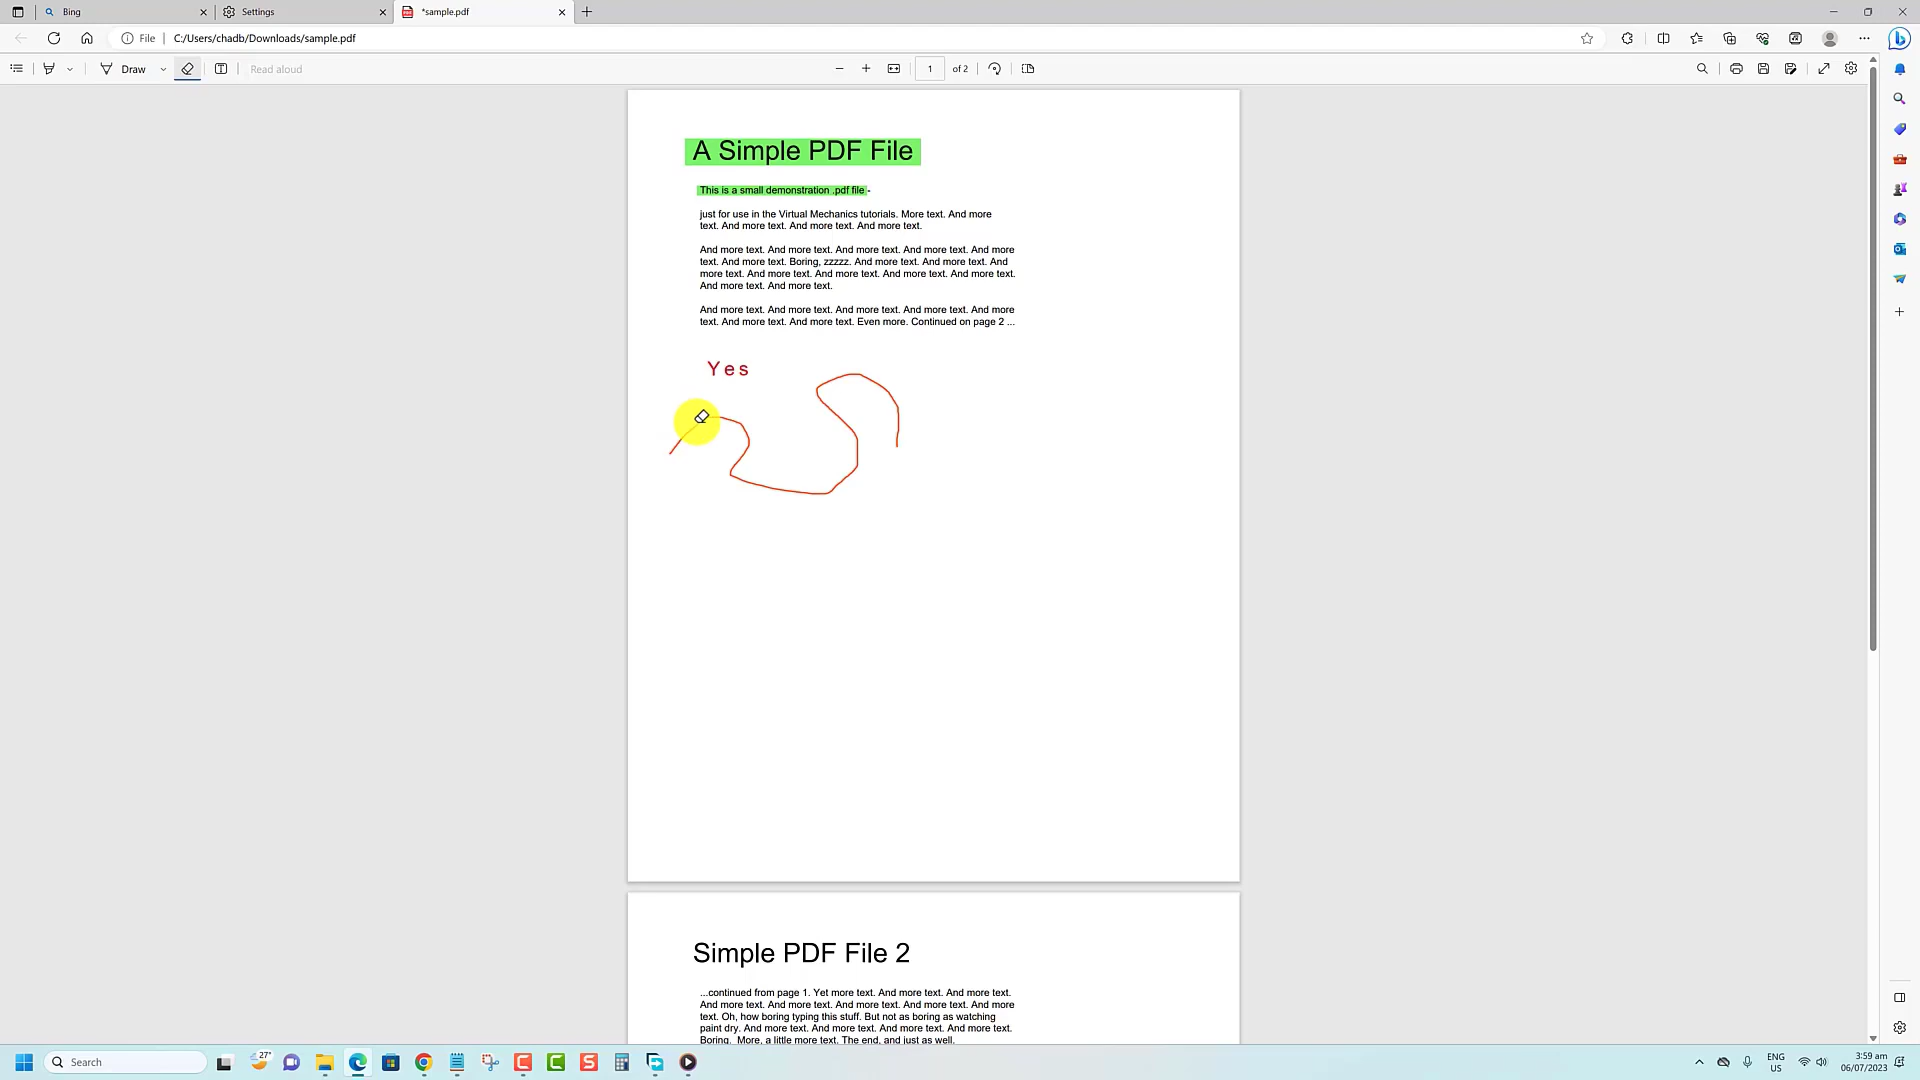 Bing
Settings
*sample.pdf
File
C:/Users/chadb/Downloads/sample.pdf
Draw
Read aloud
1
of 2
A Simple PDF File
This is a small demonstration .pdf file -
just for use in the Virtual Mechanics tutorials. More text. And more
text. And more text. And more text. And more text.
And more text. And more text. And more text. And more text. And more
text. And more text. Boring, zzzzz. And more text. And more text. And
more text. And more text. And more text. And more text. And more text.
And more text. And more text.
And more text. And more text. And more text. And more text. And more
text. And more text. And more text. Even more. Continued on page 2 ...
Yes
Simple PDF File 2
...continued from page 1. Yet more text. And more text. And more text.
And more text. And more text. And more text. And more text. And more
text. Oh, how boring typing this stuff. But not as boring as watching
paint dry. And more text. And more text. And more text. And more text.
Boring. More, a little more text. The end, and just as well.
Search
27°
ENG
US
3:59 am
06/07/2023